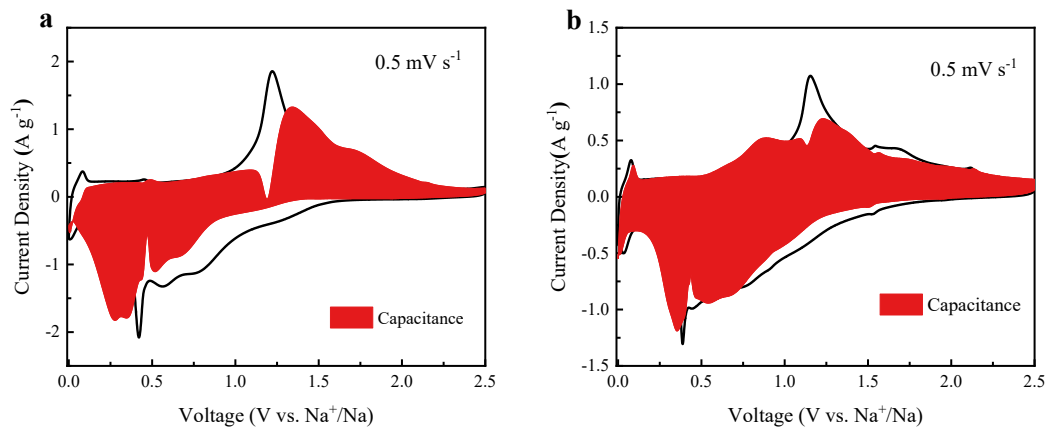 a
0.5 mV s⁻¹
2
1
0
-1
-2
Current Density (A g⁻¹)
Capacitance
0.0 0.5 1.0 1.5 2.0 2.5
Voltage (V vs. Na⁺/Na)
b
0.5 mV s⁻¹
1.5
1.0
0.5
0.0
-0.5
-1.0
-1.5
Current Density(A g⁻¹)
Capacitance
0.0 0.5 1.0 1.5 2.0 2.5
Voltage (V vs. Na⁺/Na)